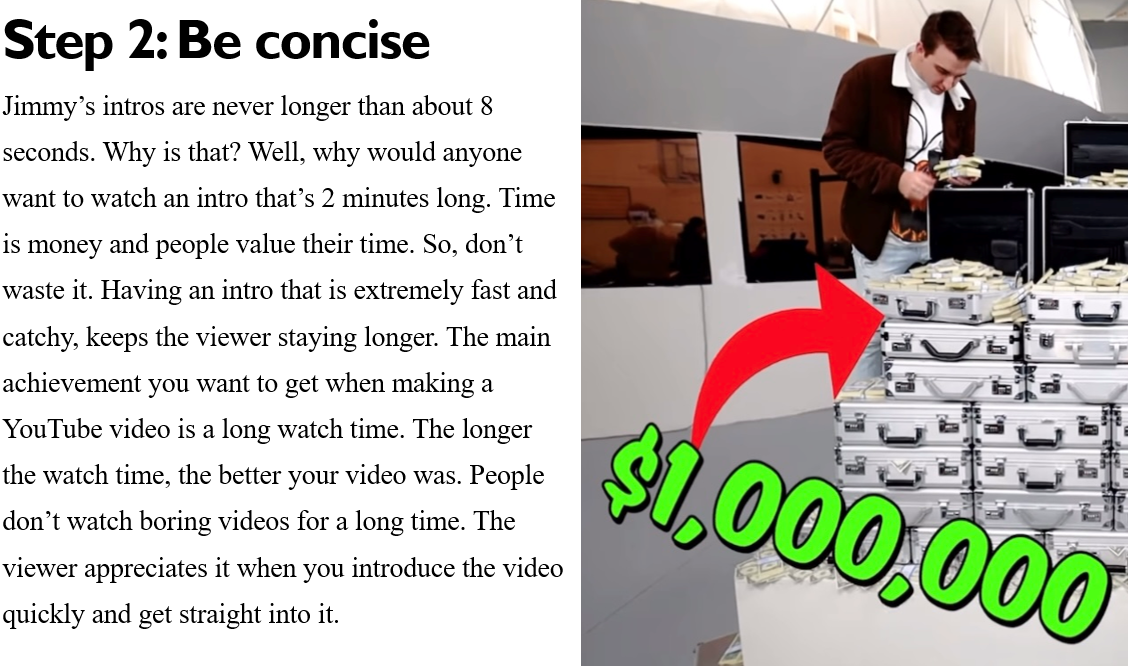 Step 2: Be concise
Jimmy’s intros are never longer than about 8
seconds. Why is that? Well, why would anyone
want to watch an intro that’s 2 minutes long. Time
is money and people value their time. So, don’t
waste it. Having an intro that is extremely fast and
catchy, keeps the viewer staying longer. The main
achievement you want to get when making a
YouTube video is a long watch time. The longer
the watch time, the better your video was. People
don’t watch boring videos for a long time. The
viewer appreciates it when you introduce the video
quickly and get straight into it.
$1,000,000